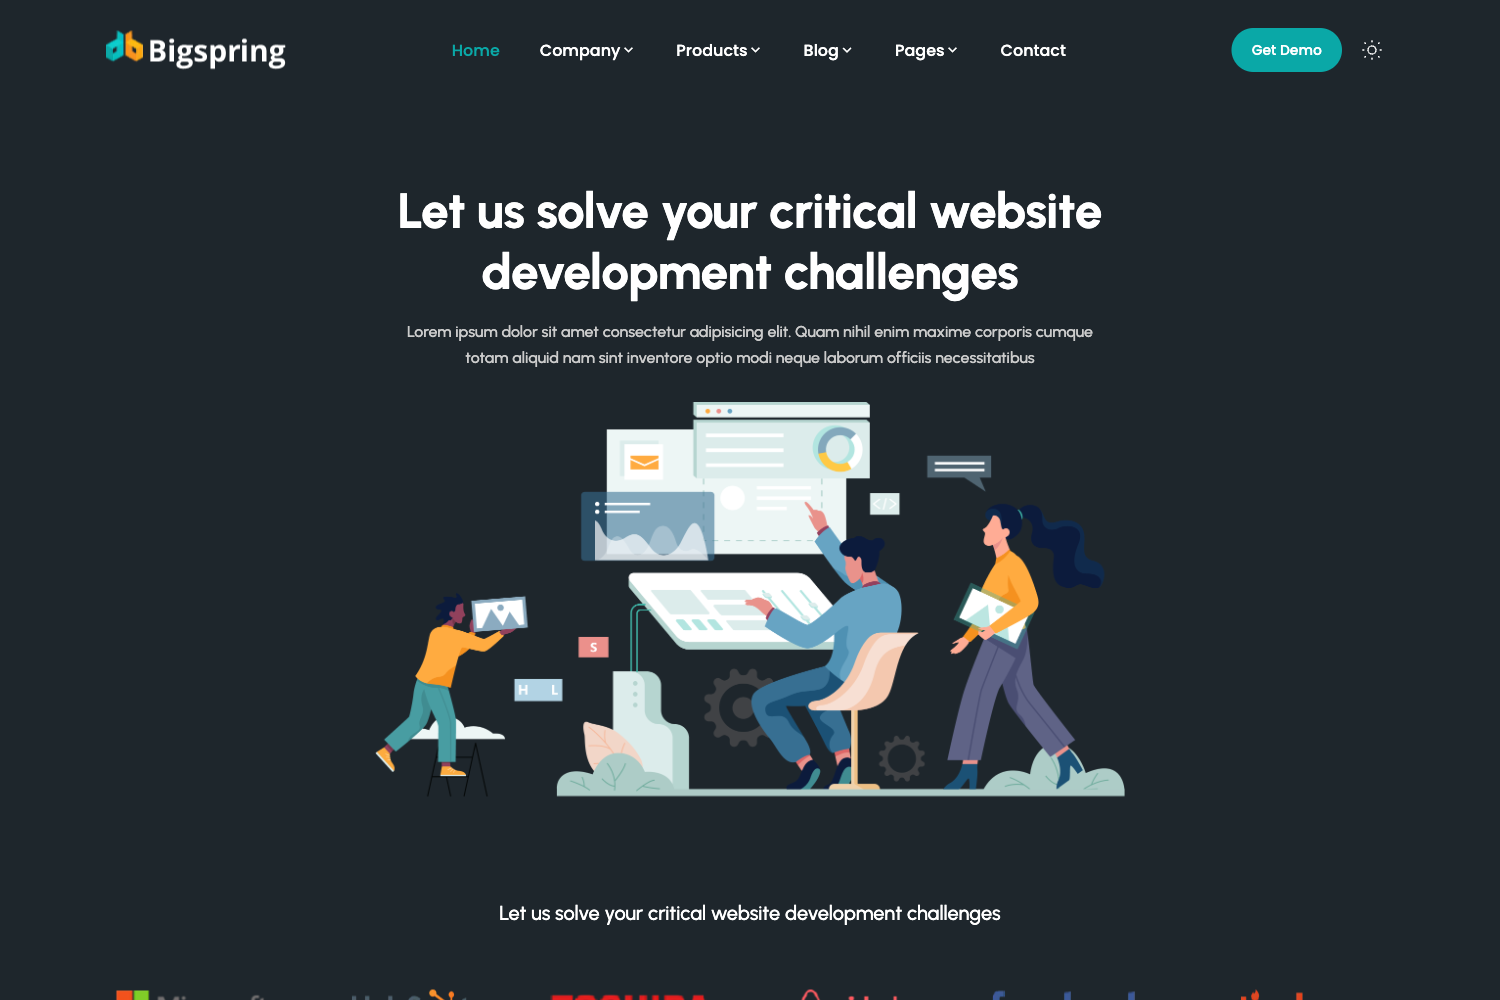 Bigspring
Home Company Products Blog Pages Contact Get Demo
Let us solve your critical website
development challenges
Lorem ipsum dolor sit amet consectetur adipisicing elit. Quam nihil enim maxime corporis cumque
totam aliquid nam sint inventore optio modi neque laborum officiis necessitatibus
</>
S
H L
Let us solve your critical website development challenges